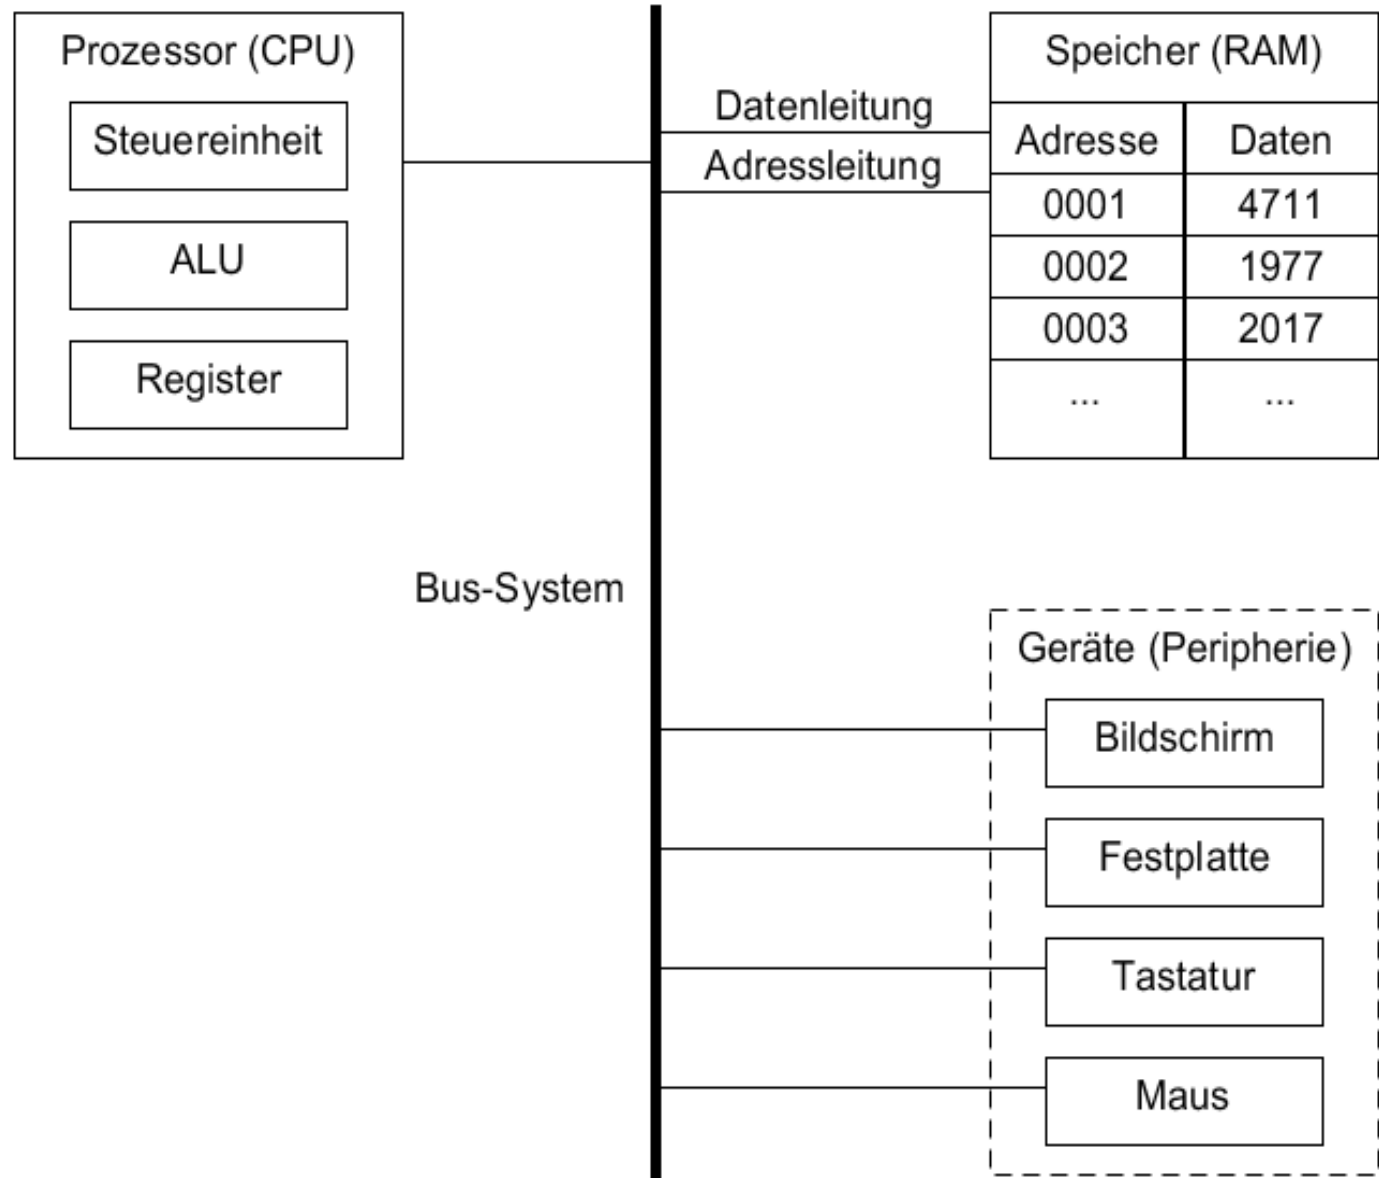 Prozessor (CPU)
Steuereinheit
ALU
Register
Bus-System
Datenleitung
Adressleitung
Speicher (RAM)
Adresse Daten
0001 4711
0002 1977
0003 2017
... ...
Geräte (Peripherie)
Bildschirm
Festplatte
Tastatur
Maus